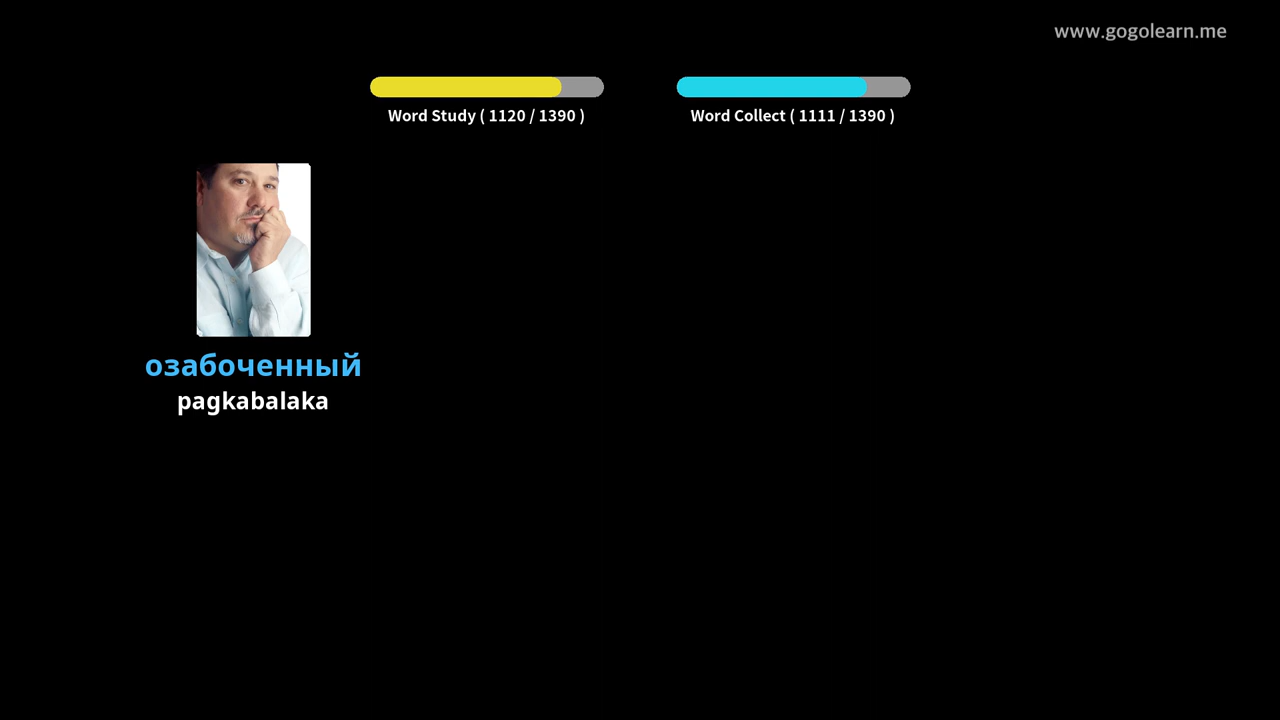 www.gogolearn.me
Word Study ( 1120 / 1390 )
Word Collect ( 1111 / 1390 )
озабоченный
pagkabalaka